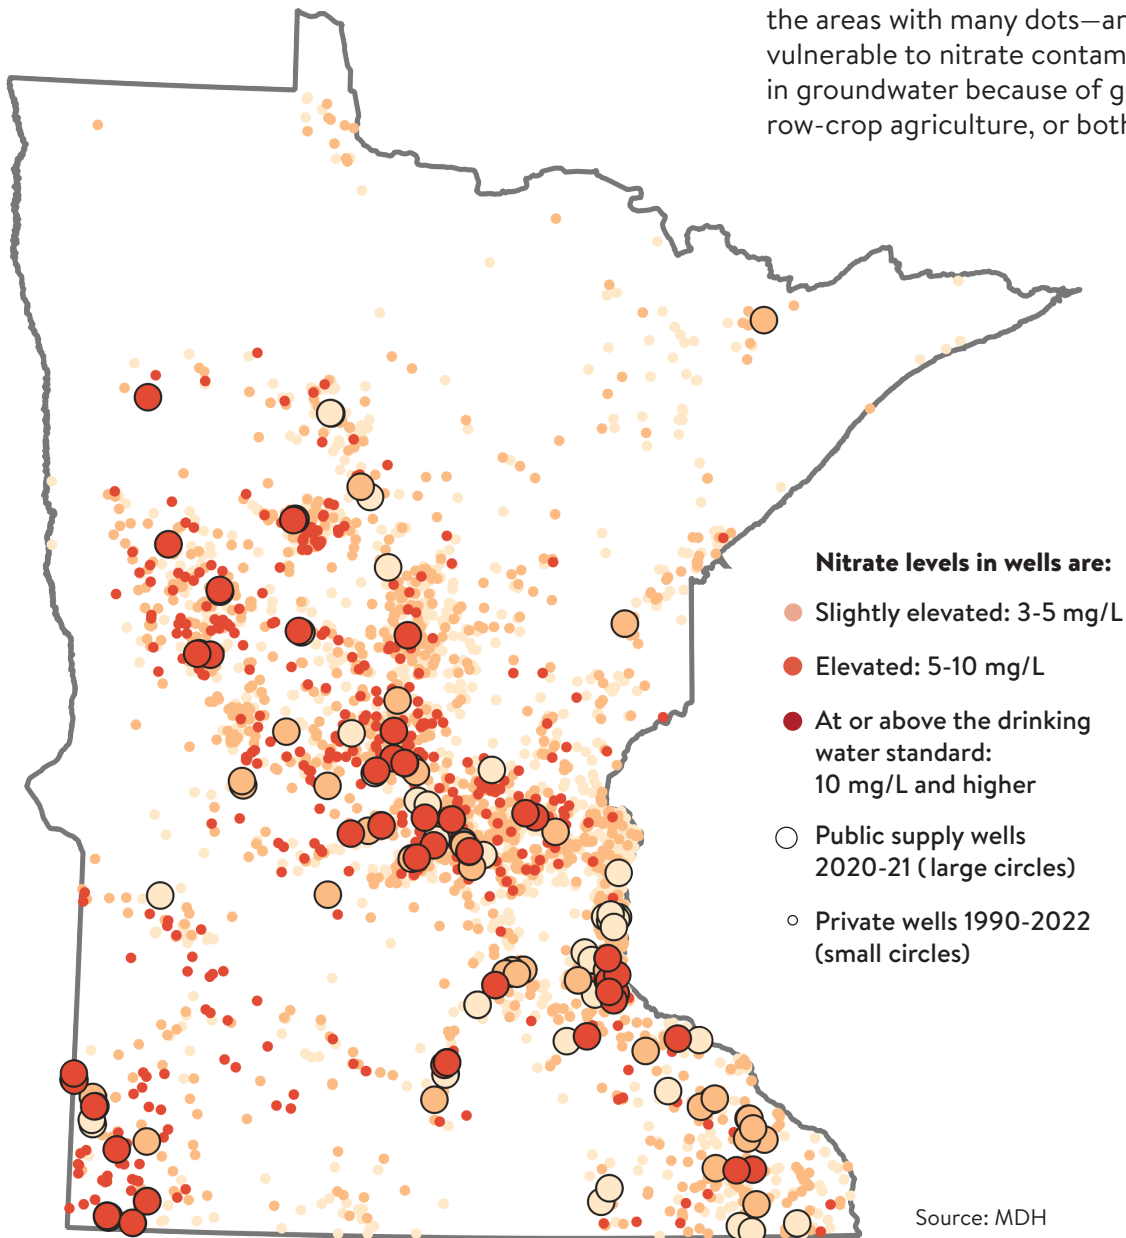 the areas with many dots—ar
vulnerable to nitrate contam
in groundwater because of g
row-crop agriculture, or both
Nitrate levels in wells are:
Slightly elevated: 3-5 mg/L
Elevated: 5-10 mg/L
At or above the drinking
water standard:
10 mg/L and higher
Public supply wells
2020-21 (large circles)
Private wells 1990-2022
(small circles)
Source: MDH